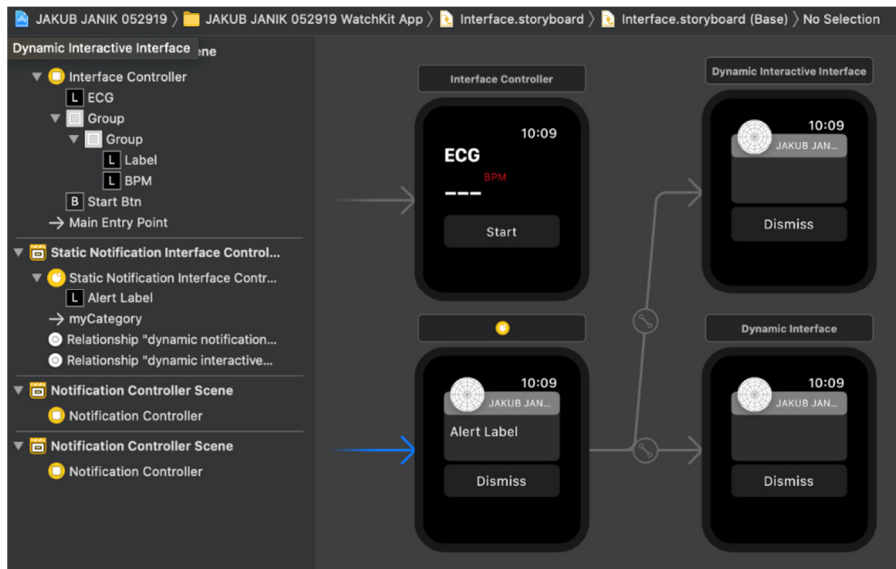 JAKUB JANIK 052919 〉 JAKUB JANIK 052919 WatchKit App 〉 Interface.storyboard 〉 Interface.storyboard (Base) 〉 No Selection
Dynamic Interactive Interface
Interface Controller
L ECG
Group
Group
L Label
L BPM
B Start Btn
Main Entry Point
Static Notification Interface Control...
Static Notification Interface Contr...
L Alert Label
myCategory
Relationship "dynamic notification...
Relationship "dynamic interactive...
Notification Controller Scene
Notification Controller
Notification Controller Scene
Notification Controller
Interface Controller
10:09
ECG
BPM
---
Start
Dynamic Interactive Interface
10:09
JAKUB JAN...
Dismiss
10:09
JAKUB JAN...
Alert Label
Dismiss
Dynamic Interface
10:09
JAKUB JAN...
Dismiss